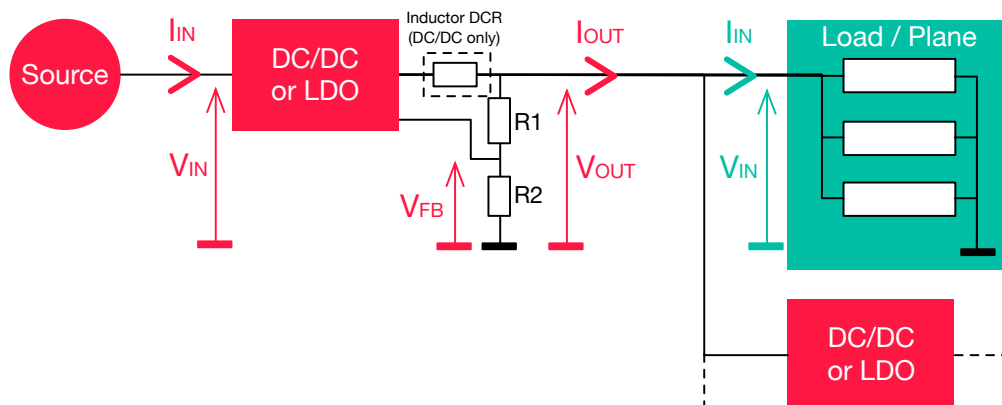 Source
IIN
VIN
DC/DC
or LDO
Inductor DCR
(DC/DC only)
R1
R2
VFB
IOUT
VOUT
IIN
VIN
Load / Plane
DC/DC
or LDO